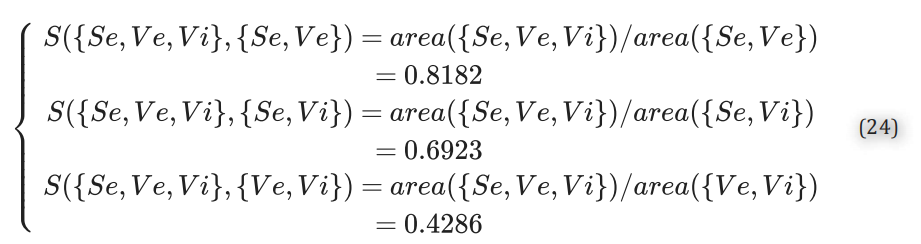 S({Se, Ve, Vi}, {Se, Ve}) = area({Se, Ve, Vi})/area({Se, Ve})
= 0.8182
S({Se, Ve, Vi}, {Se, Vi}) = area({Se, Ve, Vi})/area({Se, Vi})
(24)
= 0.6923
S({Se, Ve, Vi}, {Ve, Vi}) = area({Se, Ve, Vi})/area({Ve, Vi})
= 0.4286